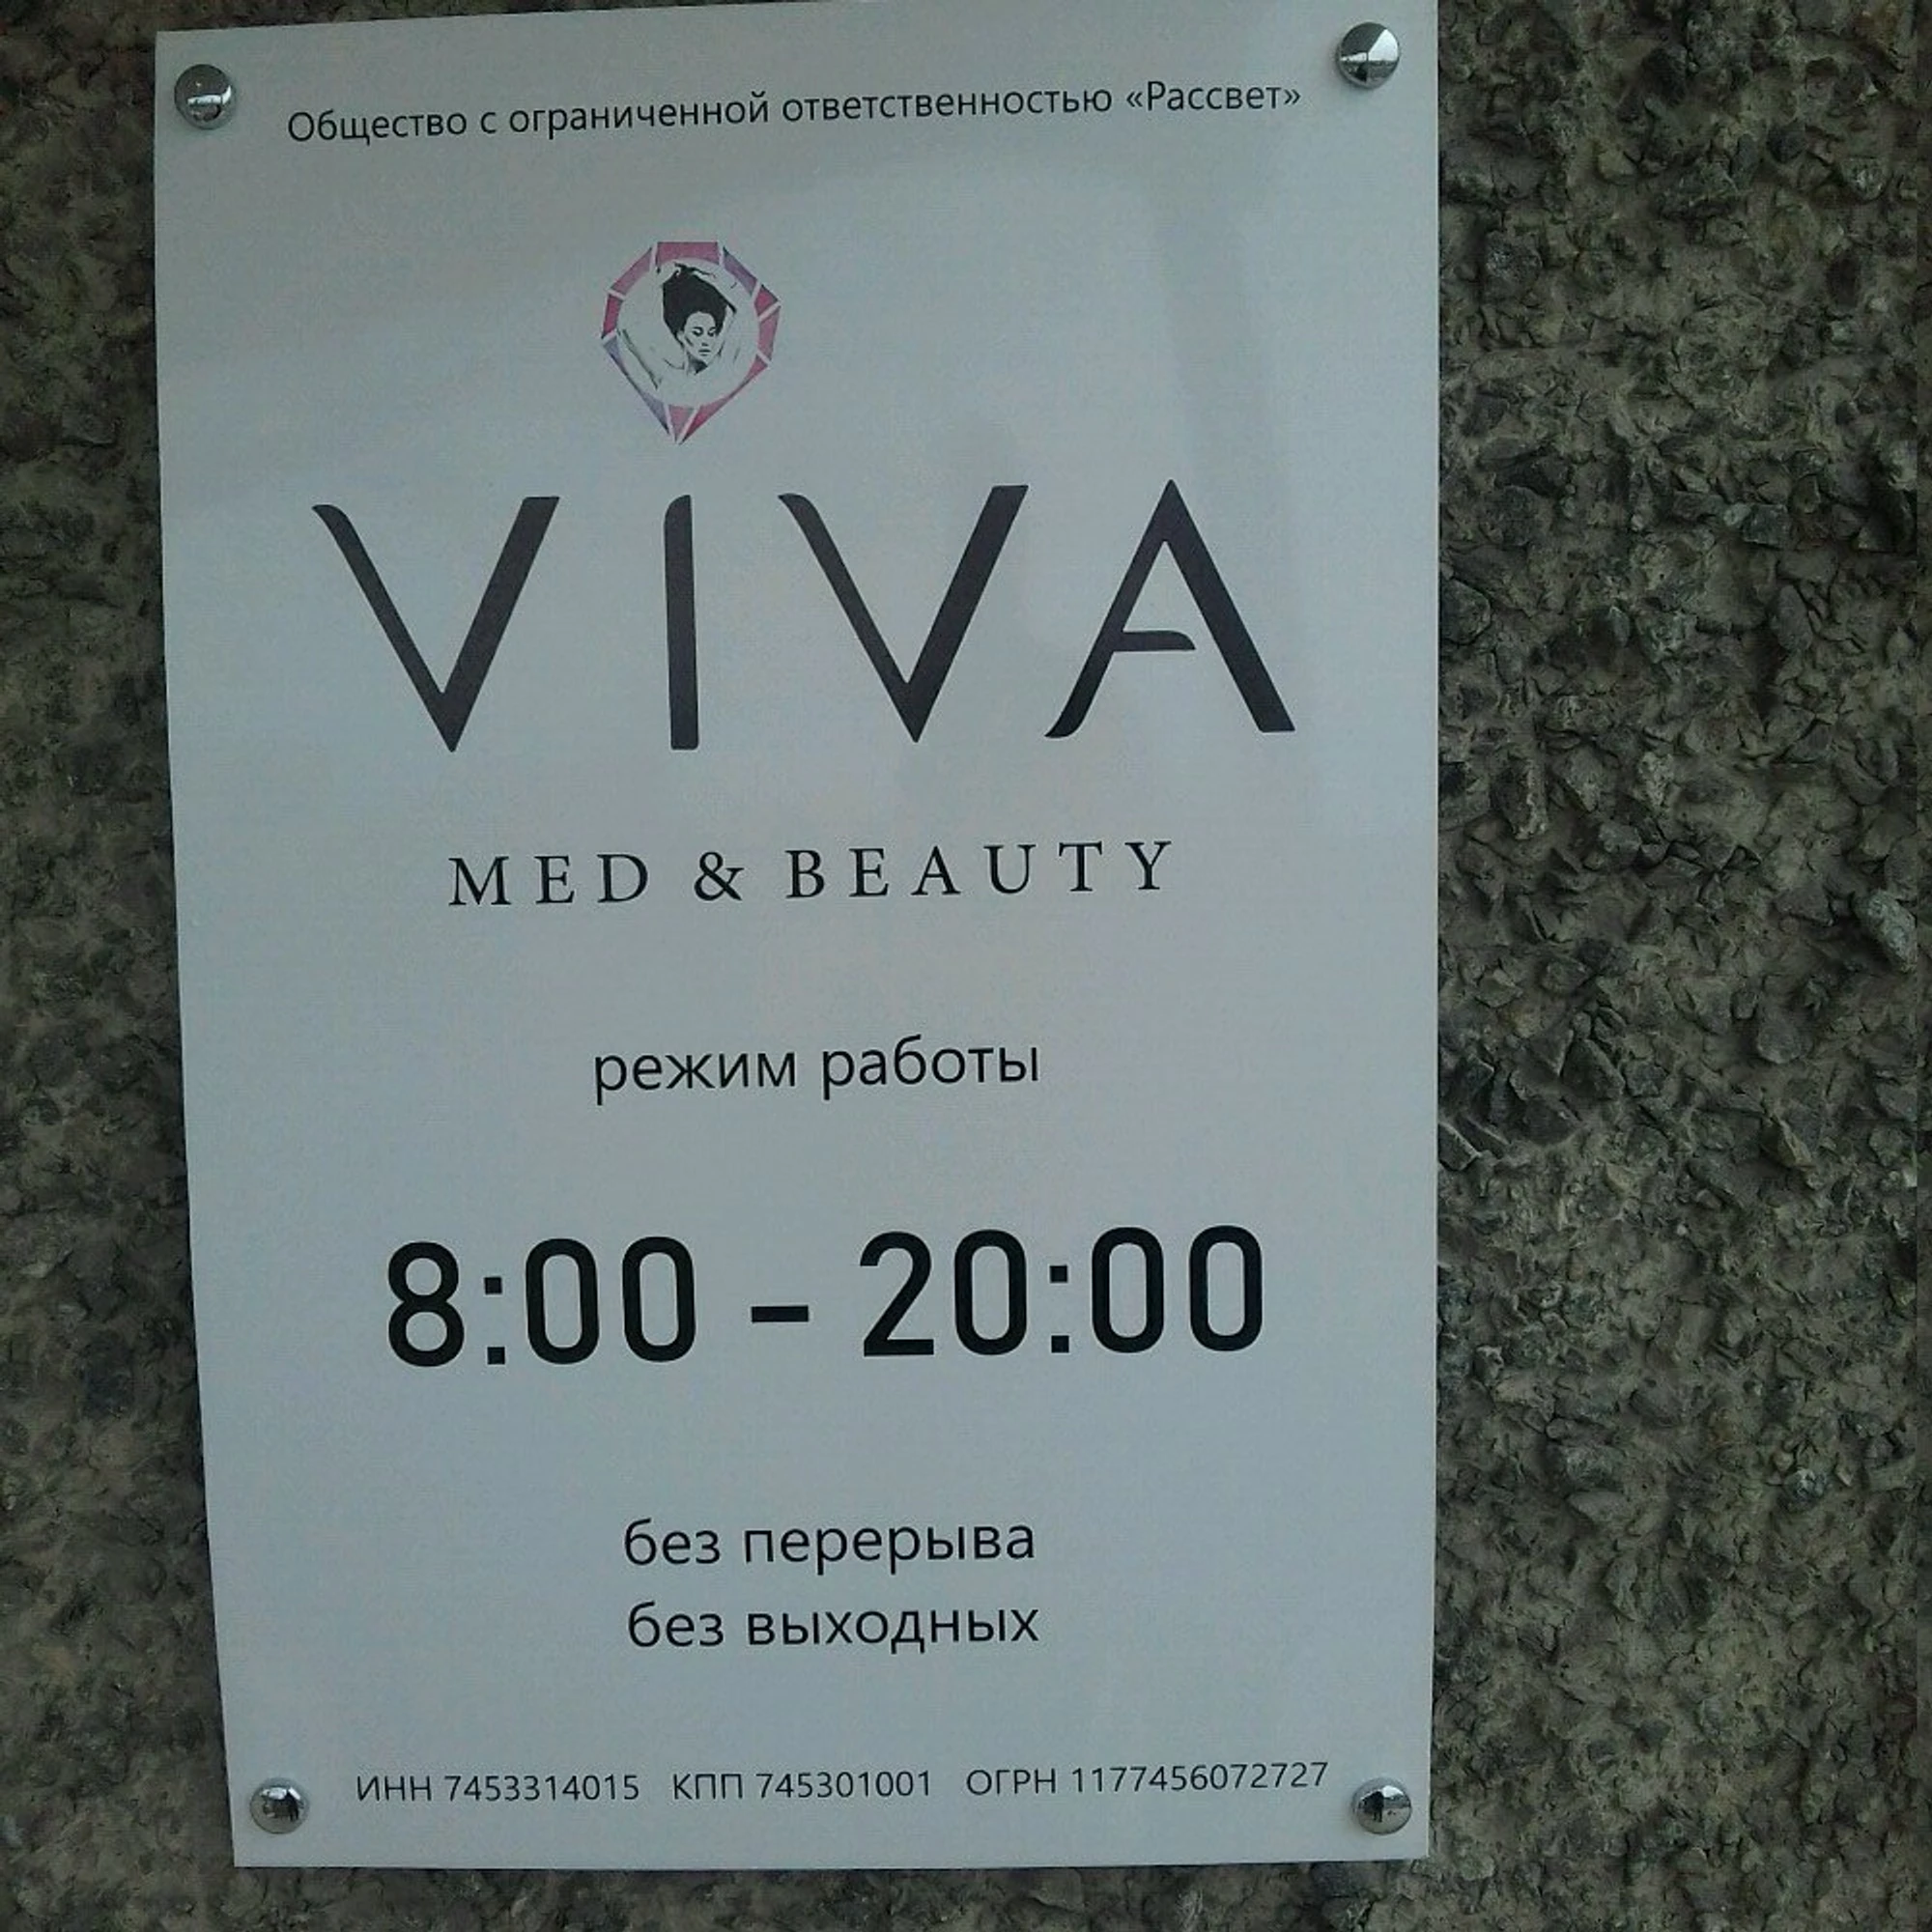 Общество с ограниченной ответственностью «Рассвет»
VIVA
MED & BEAUTY
режим работы
8:00 - 20:00
без перерыва
без выходных
ИНН 7453314015 КПП 745301001 ОГРН 1177456072727